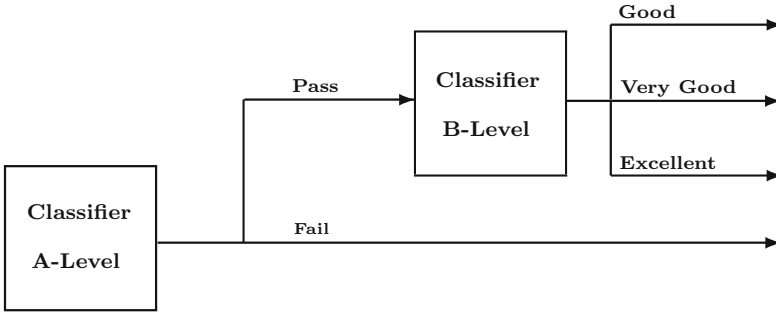 Good
Pass
Classifier
B-Level
Very Good
Excellent
Classifier
A-Level
Fail